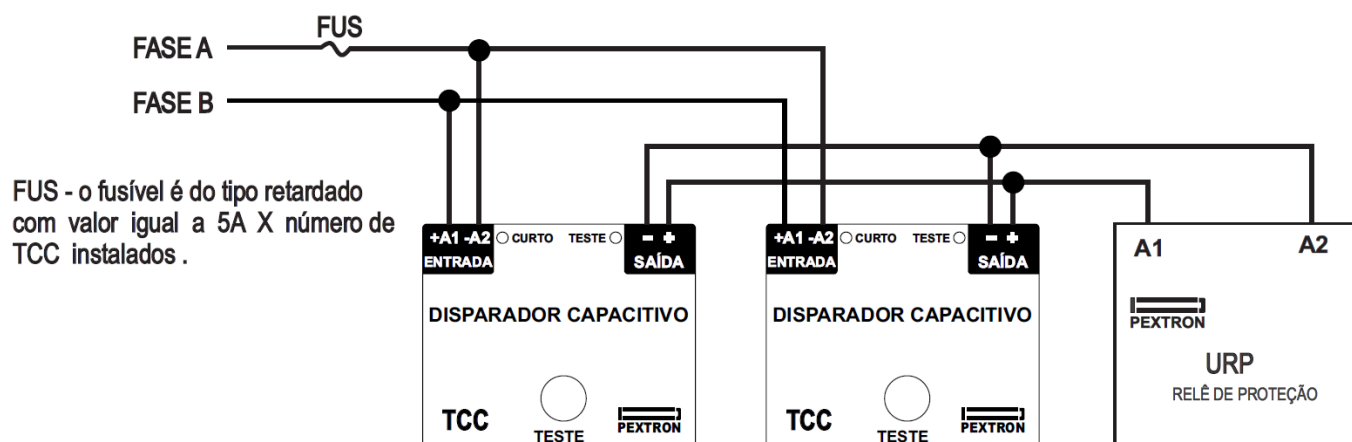 FUS
FASE A
FASE B
FUS - o fusível é do tipo retardado
com valor igual a 5A X número de
TCC instalados .
+A1 -A2 CURTO TESTE - +
ENTRADA SAÍDA
DISPARADOR CAPACITIVO
TCC TESTE PEXTRON
+A1 -A2 CURTO TESTE - +
ENTRADA SAÍDA
DISPARADOR CAPACITIVO
TCC TESTE PEXTRON
A1 A2
PEXTRON
URP
RELÊ DE PROTEÇÃO